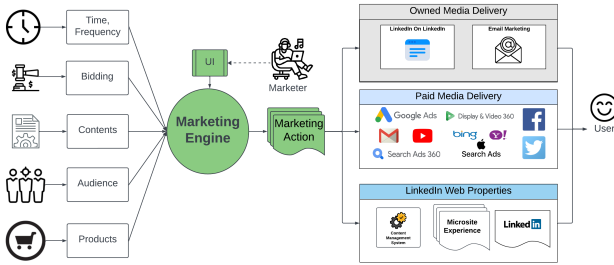 Time,
Frequency
Bidding
Contents
Audience
Products
UI
Marketer
Marketing
Engine
Marketing
Action
Owned Media Delivery
LinkedIn On LinkedIn
Email Marketing
Paid Media Delivery
Google Ads
Display & Video 360
bing
Y!
Search Ads 360
Search Ads
LinkedIn Web Properties
Content
Management
System
Microsite
Experience
Linked in
User